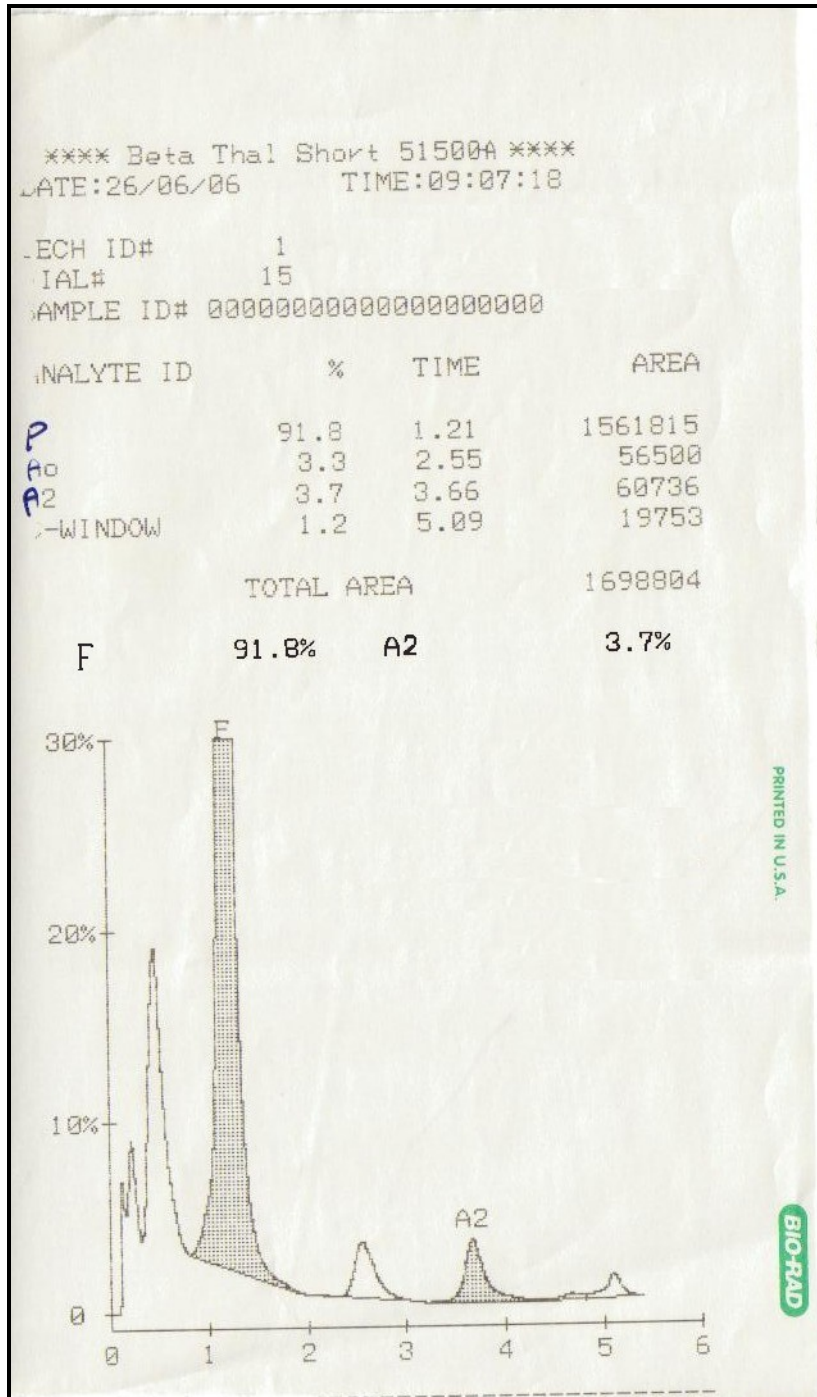 **** Beta Thal Short 51500A ****
ATE:26/06/06 TIME:09:07:18
ECH ID# 1
IAL# 15
AMPLE ID# 00000000000000000000
NALYTE ID % TIME AREA
P 91.8 1.21 1561815
Ao 3.3 2.55 56500
A2 3.7 3.66 60736
-WINDOW 1.2 5.09 19753
TOTAL AREA 1698804
F 91.8% A2 3.7%
F
30%
20%
10%
A2
0
0 1 2 3 4 5 6
PRINTED IN U.S.A.
BIO-RAD